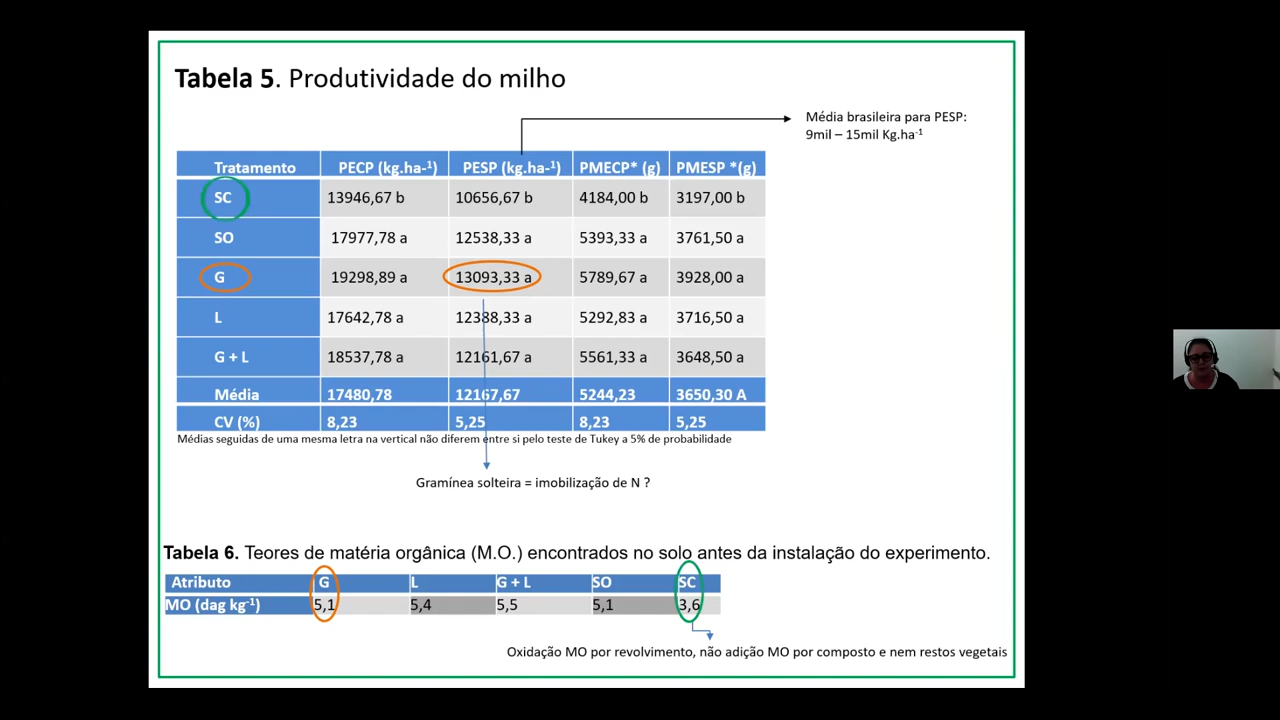 Tabela 5. Produtividade do milho
Média brasileira para PESP:
9mil – 15mil Kg.ha⁻¹
Tratamento PECP (kg.ha-¹) PESP (kg.ha-¹) PMECP* (g) PMESP *(g)
SC 13946,67 b 10656,67 b 4184,00 b 3197,00 b
SO 17977,78 a 12538,33 a 5393,33 a 3761,50 a
G 19298,89 a 13093,33 a 5789,67 a 3928,00 a
L 17642,78 a 12388,33 a 5292,83 a 3716,50 a
G + L 18537,78 a 12161,67 a 5561,33 a 3648,50 a
Média 17480,78 12167,67 5244,23 3650,30 A
CV (%) 8,23 5,25 8,23 5,25
Médias seguidas de uma mesma letra na vertical não diferem entre si pelo teste de Tukey a 5% de probabilidade
Gramínea solteira = imobilização de N ?
Tabela 6. Teores de matéria orgânica (M.O.) encontrados no solo antes da instalação do experimento.
Atributo G L G + L SO SC
MO (dag kg⁻¹) 5,1 5,4 5,5 5,1 3,6
Oxidação MO por revolvimento, não adição MO por composto e nem restos vegetais